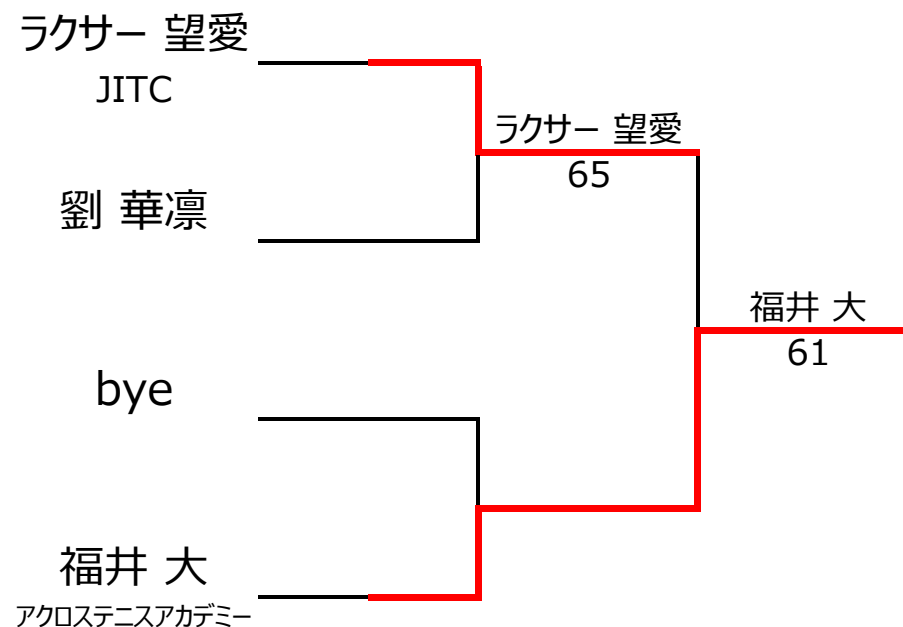 ラクサー 望愛
JITC
ラクサー 望愛
65
劉 華凛
福井 大
61
bye
福井 大
アクロステニスアカデミー